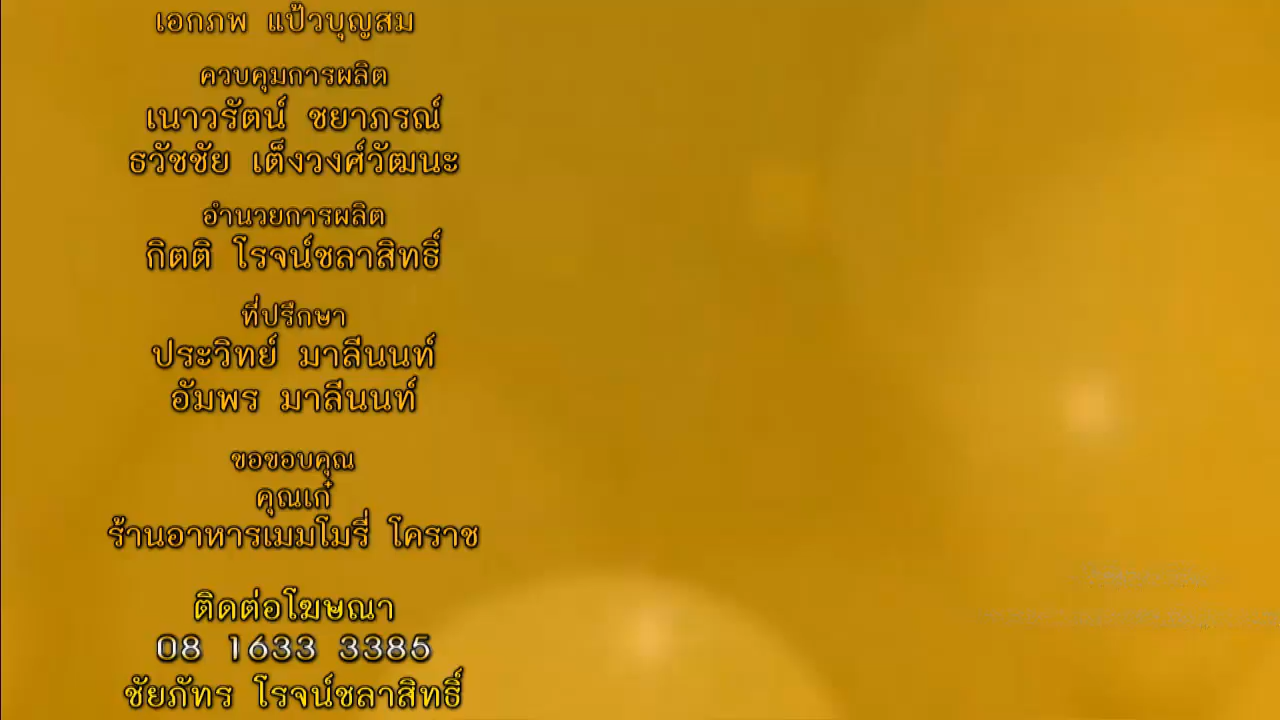 เอกภพ แป้วบุญสม
ควบคุมการผลิต
เนาวรัตน์ ชยาภรณ์
ธวัชชัย เต็งวงศ์วัฒนะ
อำนวยการผลิต
กิตติ โรจน์ชลาสิทธิ์
ที่ปรึกษา
ประวิทย์ มาลีนนท์
อัมพร มาลีนนท์
ขอขอบคุณ
คุณเก๋
ร้านอาหารเมมโมรี่ โคราช
ติดต่อโฆษณา
08 1633 3385
ชัยภัทร โรจน์ชลาสิทธิ์